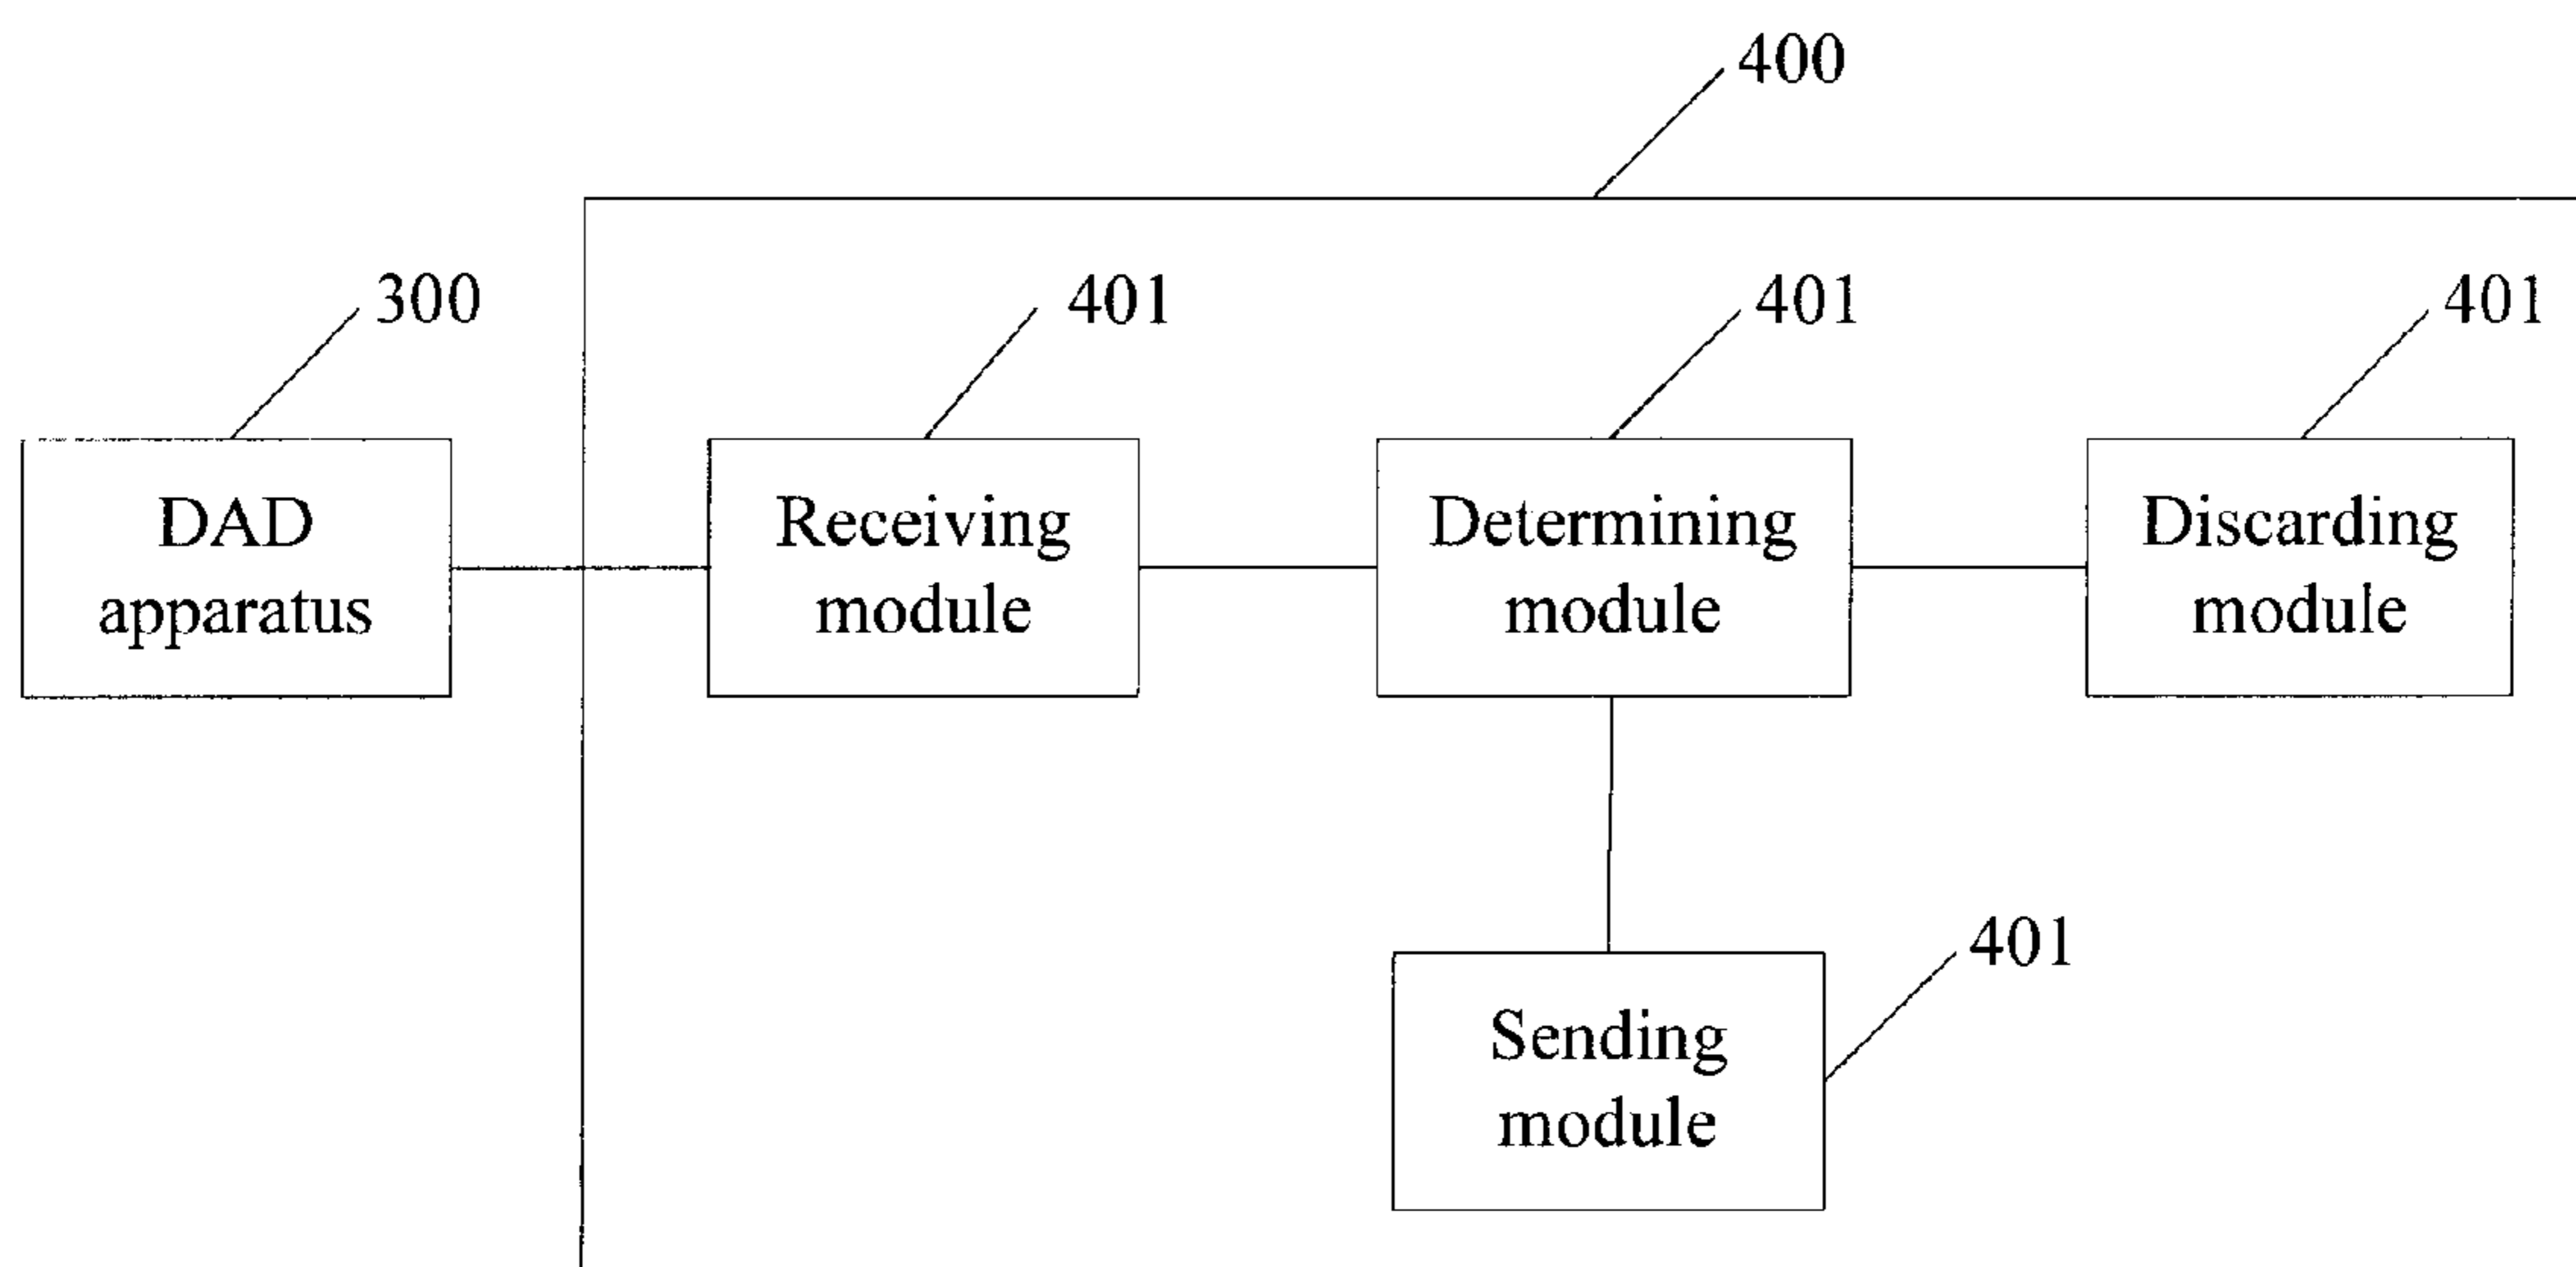 400
300
401
401
401
DAD
apparatus
Receiving
module
Determining
module
Discarding
module
401
Sending
module